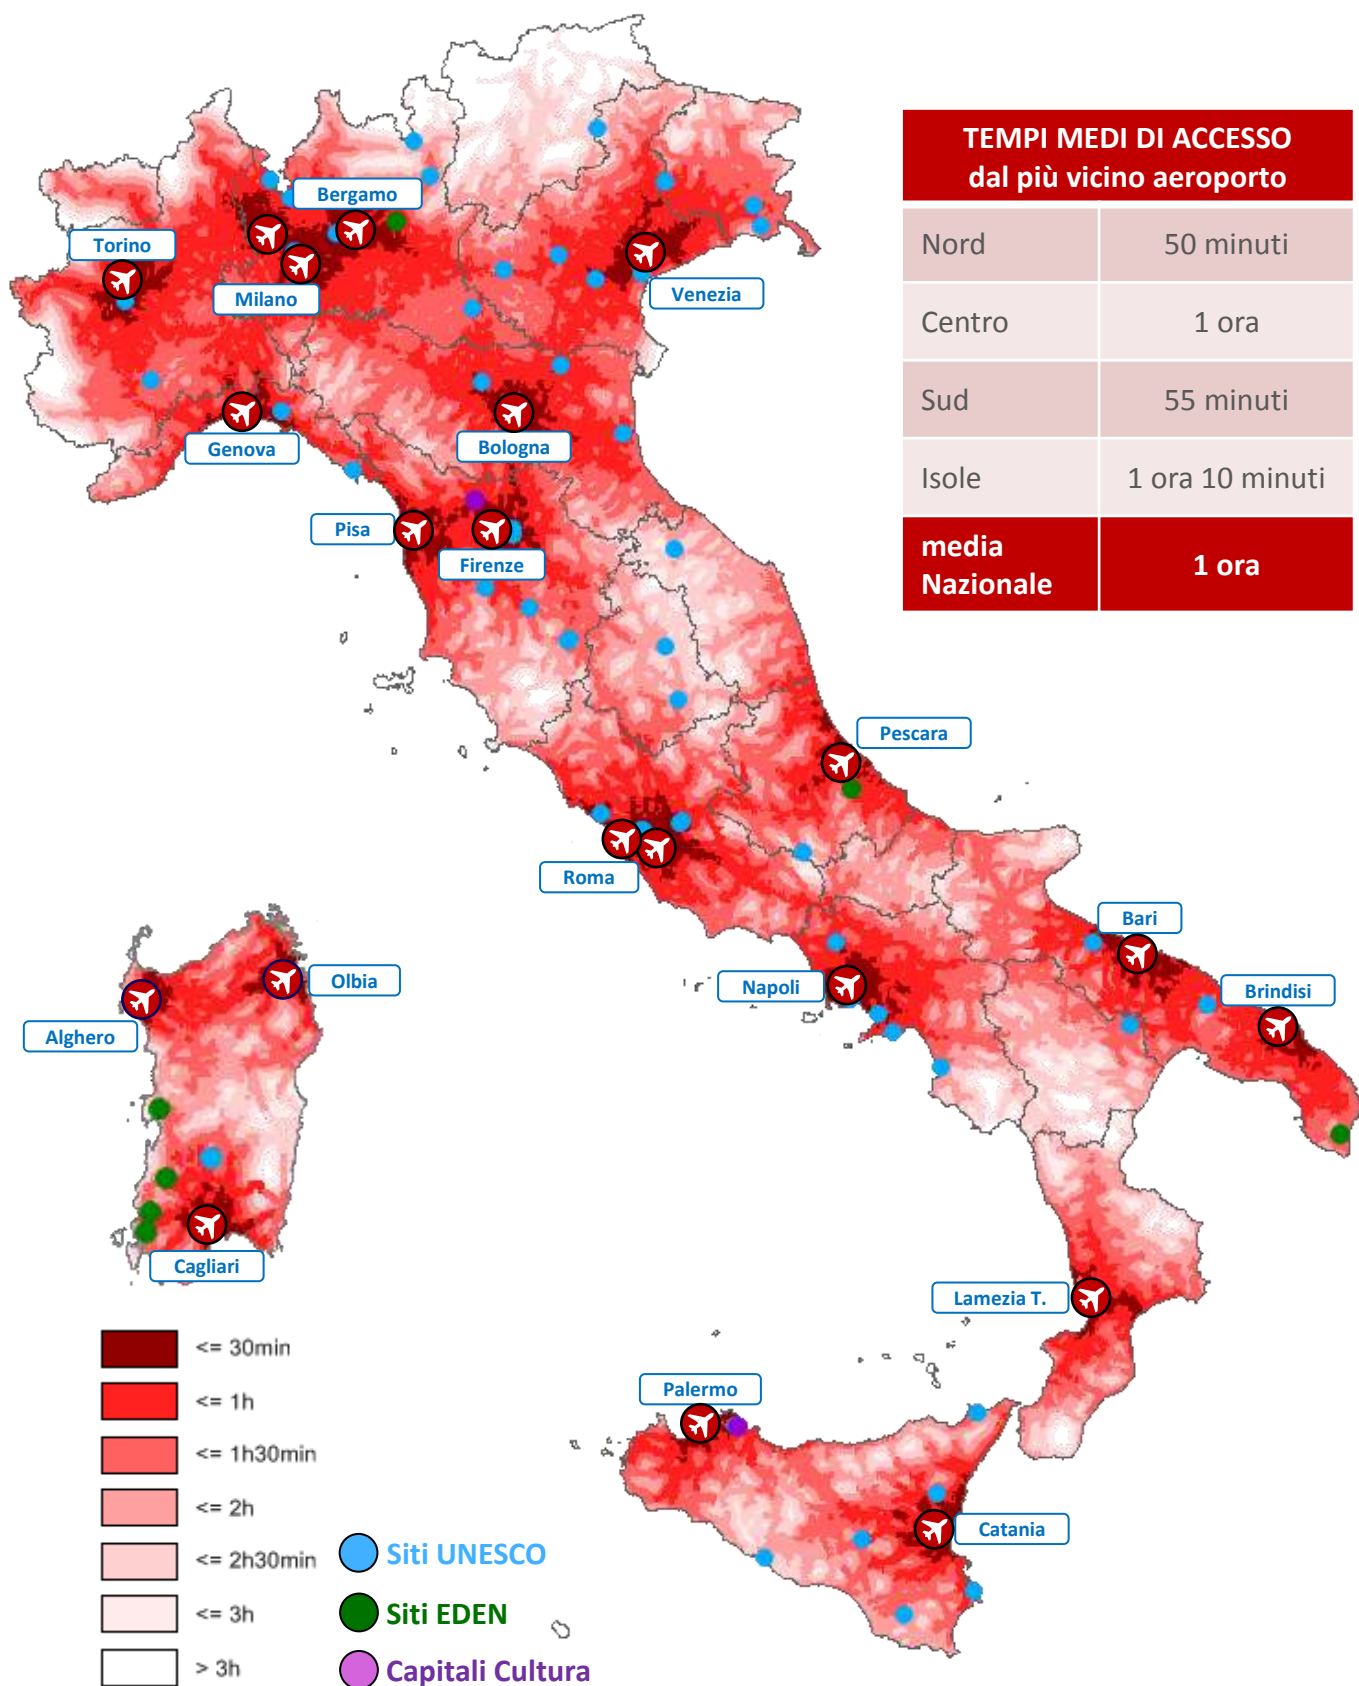 TEMPI MEDI DI ACCESSO
dal più vicino aeroporto
Nord 50 minuti
Centro 1 ora
Sud 55 minuti
Isole 1 ora 10 minuti
media
Nazionale 1 ora
Bergamo
Torino
Milano
Venezia
Genova
Bologna
Pisa
Firenze
Pescara
Roma
Bari
Olbia
Napoli
Brindisi
Alghero
Cagliari
Lamezia T.
Palermo
Catania
<= 30min
<= 1h
<= 1h30min
<= 2h
<= 2h30min
<= 3h
> 3h
Siti UNESCO
Siti EDEN
Capitali Cultura